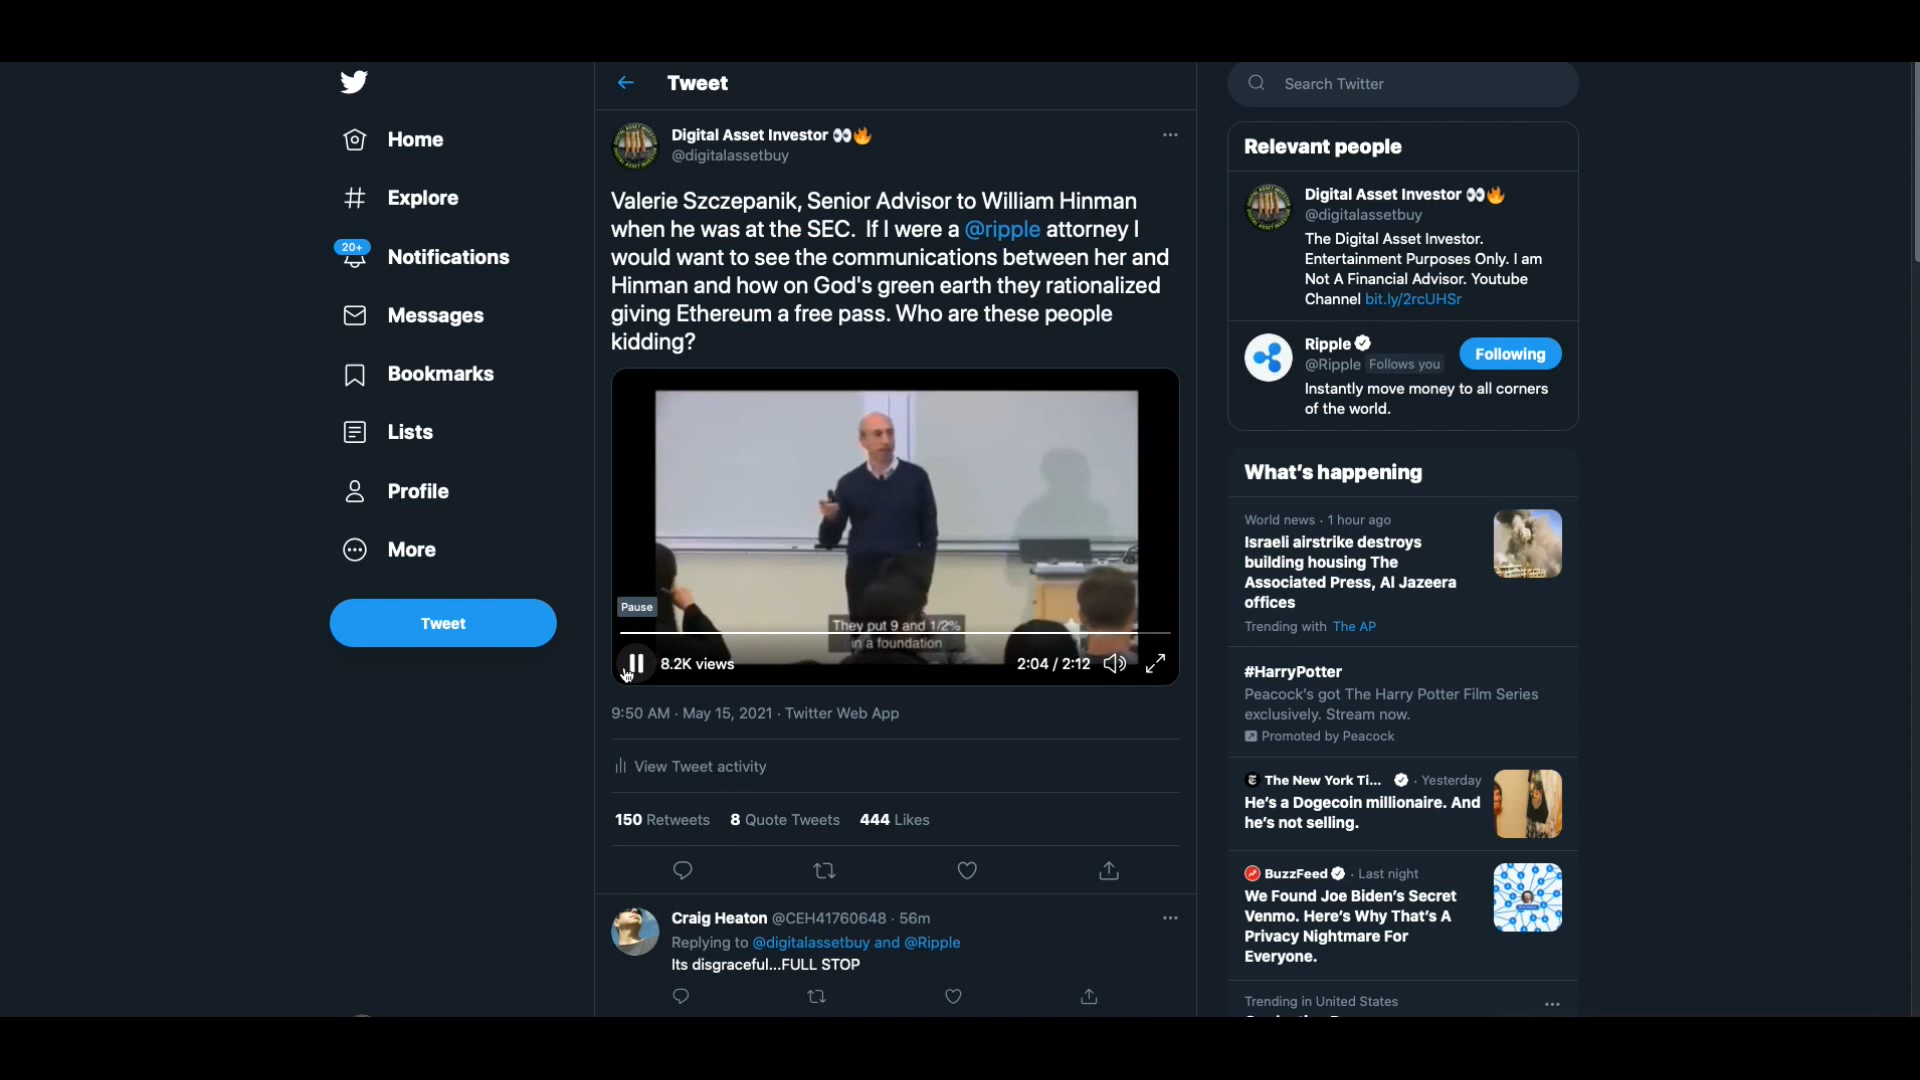 Home
Explore
20+
Notifications
Messages
Bookmarks
Lists
Profile
More
Tweet
Tweet
Digital Asset Investor 👀🔥
@digitalassetbuy
Valerie Szczepanik, Senior Advisor to William Hinman
when he was at the SEC. If I were a @ripple attorney I
would want to see the communications between her and
Hinman and how on God's green earth they rationalized
giving Ethereum a free pass. Who are these people
kidding?
Pause
They put 9 and 1/2%
in a foundation
8.2K views
2:04 / 2:12
9:50 AM · May 15, 2021 · Twitter Web App
View Tweet activity
150 Retweets 8 Quote Tweets 444 Likes
Craig Heaton @CEH41760648 · 56m
Replying to @digitalassetbuy and @Ripple
Its disgraceful...FULL STOP
Search Twitter
Relevant people
Digital Asset Investor 👀🔥
@digitalassetbuy
The Digital Asset Investor.
Entertainment Purposes Only. I am
Not A Financial Advisor. Youtube
Channel bit.ly/2rcUHSr
Ripple
@Ripple Follows you
Following
Instantly move money to all corners
of the world.
What's happening
World news · 1 hour ago
Israeli airstrike destroys
building housing The
Associated Press, Al Jazeera
offices
Trending with The AP
#HarryPotter
Peacock's got The Harry Potter Film Series
exclusively. Stream now.
Promoted by Peacock
The New York Ti... · Yesterday
He's a Dogecoin millionaire. And
he's not selling.
BuzzFeed · Last night
We Found Joe Biden's Secret
Venmo. Here's Why That's A
Privacy Nightmare For
Everyone.
Trending in United States